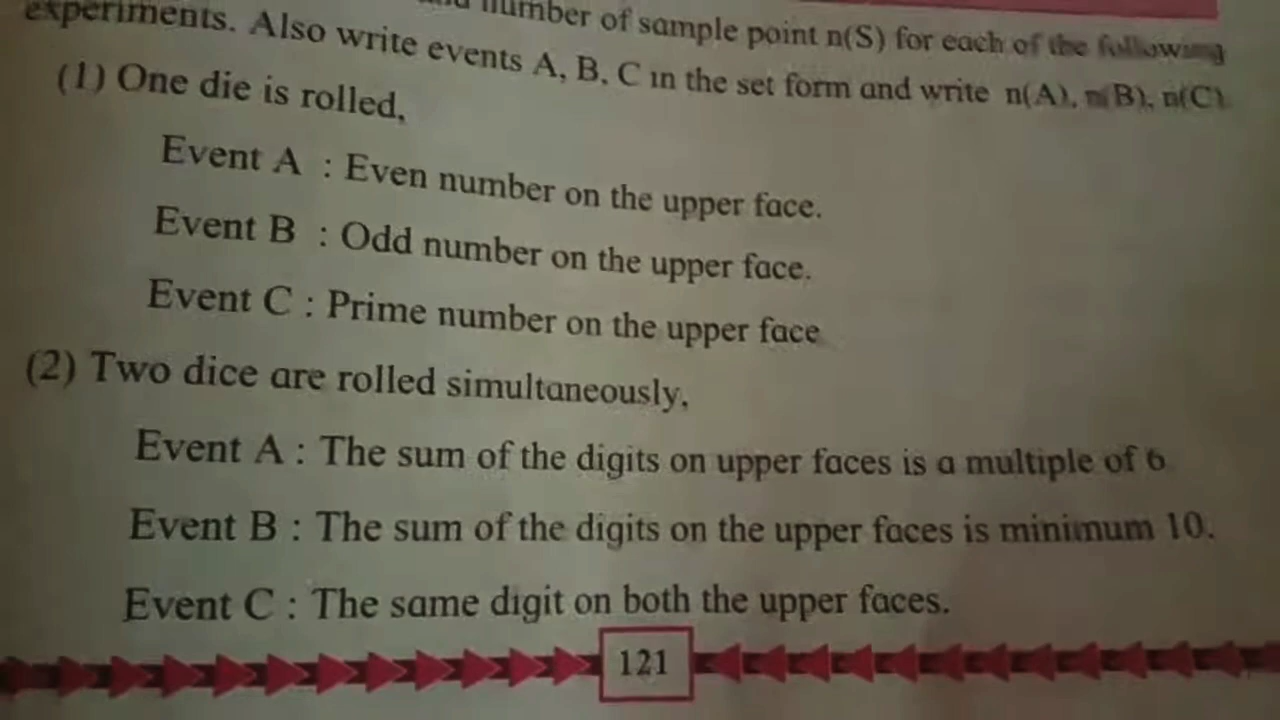 number of sample point n(S) for each of the following
experiments. Also write events A, B, C in the set form and write n(A), n(B), n(C).
(1) One die is rolled,
Event A : Even number on the upper face.
Event B : Odd number on the upper face.
Event C : Prime number on the upper face
(2) Two dice are rolled simultaneously,
Event A : The sum of the digits on upper faces is a multiple of 6
Event B : The sum of the digits on the upper faces is minimum 10.
Event C : The same digit on both the upper faces.
121